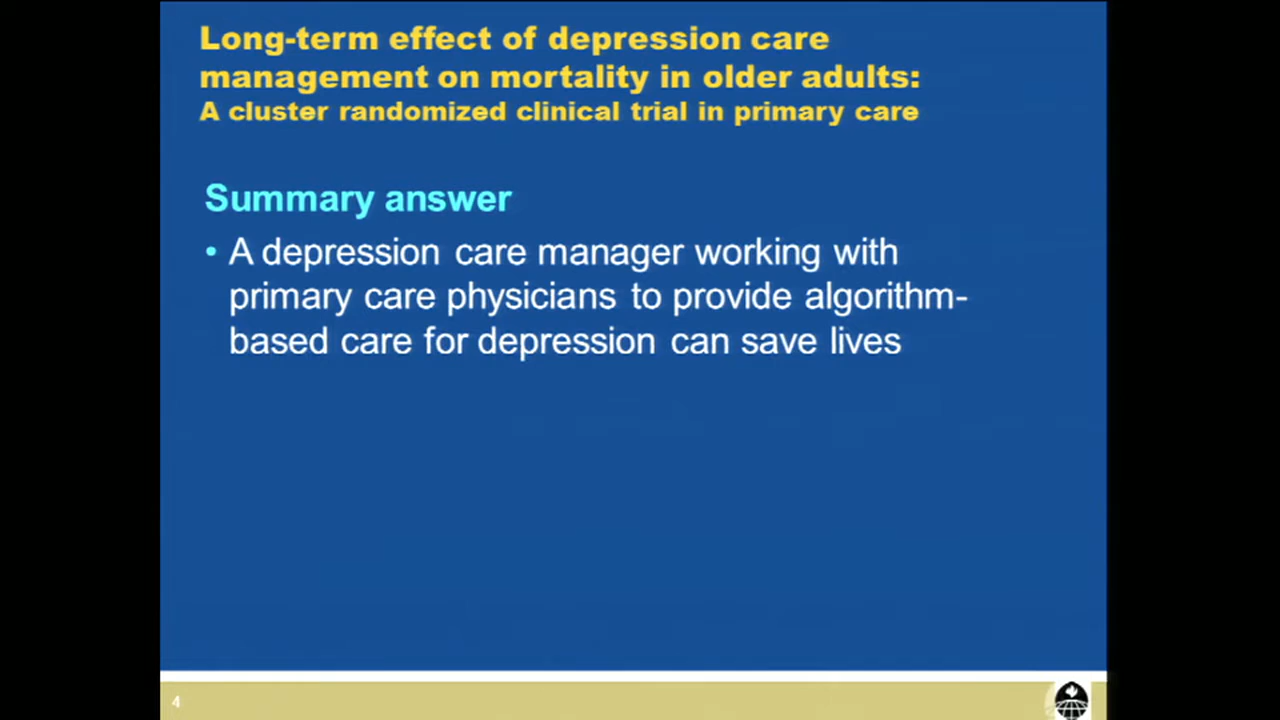 Long-term effect of depression care
management on mortality in older adults:
A cluster randomized clinical trial in primary care
Summary answer
• A depression care manager working with
primary care physicians to provide algorithm-
based care for depression can save lives
4